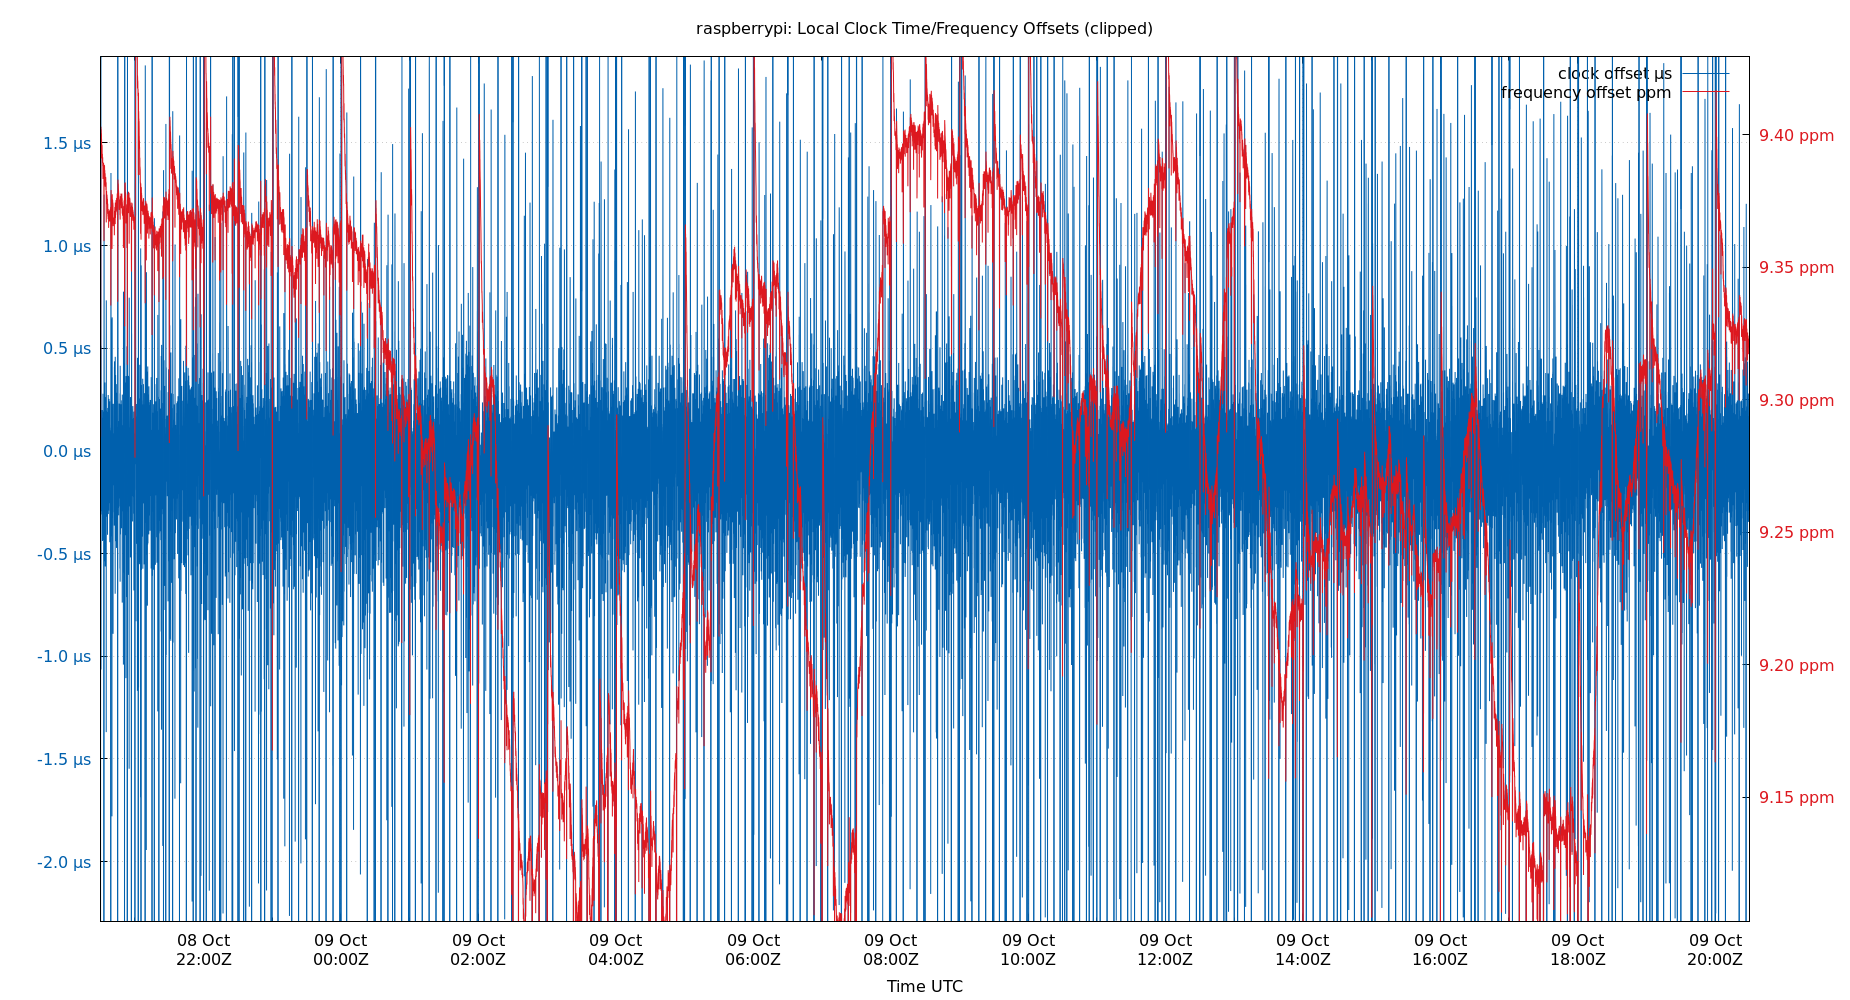 raspberrypi: Local Clock Time/Frequency Offsets (clipped)
clock offset µs
frequency offset ppm
1.5 µs
1.0 µs
0.5 µs
0.0 µs
-0.5 µs
-1.0 µs
-1.5 µs
-2.0 µs
9.40 ppm
9.35 ppm
9.30 ppm
9.25 ppm
9.20 ppm
9.15 ppm
08 Oct 09 Oct 09 Oct 09 Oct 09 Oct 09 Oct 09 Oct 09 Oct 09 Oct 09 Oct 09 Oct 09 Oct
22:00Z 00:00Z 02:00Z 04:00Z 06:00Z 08:00Z 10:00Z 12:00Z 14:00Z 16:00Z 18:00Z 20:00Z
Time UTC